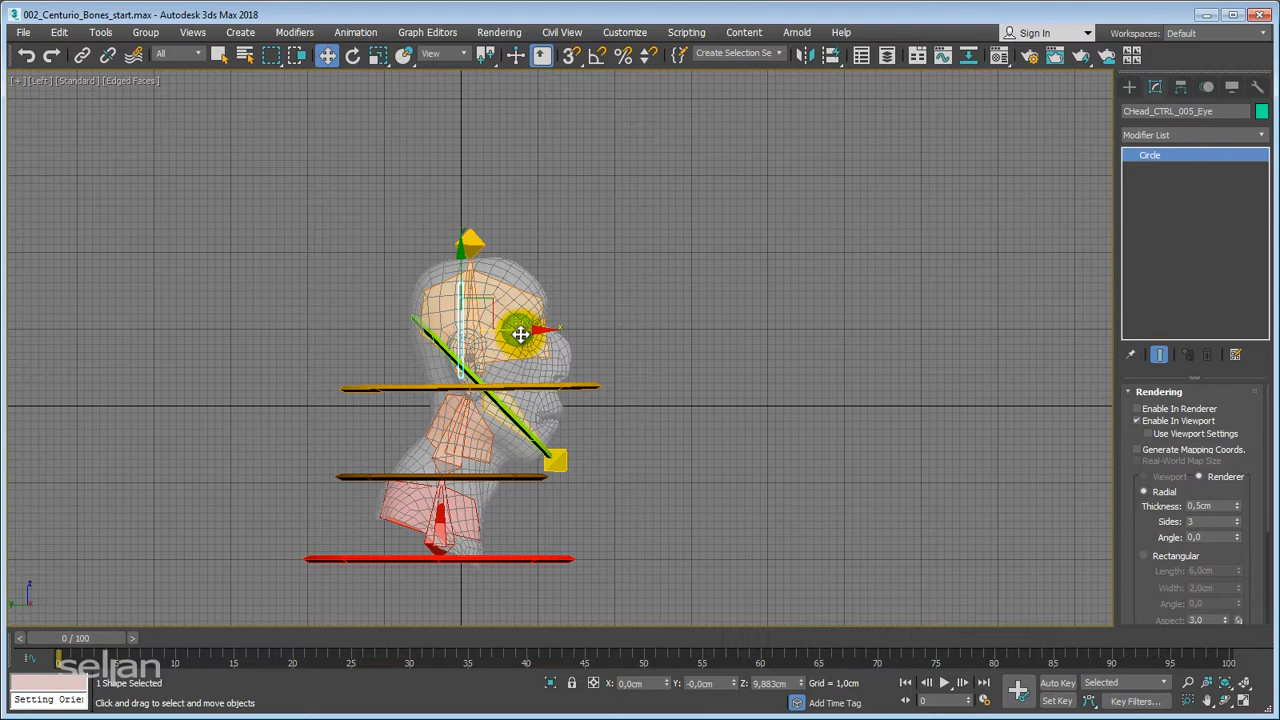 002_Centurio_Bones_start.max - Autodesk 3ds Max 2018
File Edit Tools Group Views Create Modifiers Animation Graph Editors Rendering Civil View Customize Scripting Content Arnold Help
Sign In
Workspaces: Default
All
View
Create Selection Se
[+] [Left] [Standard] [Edged Faces]
CHead_CTRL_005_Eye
Modifier List
Circle
Rendering
Enable In Renderer
Enable In Viewport
Use Viewport Settings
Generate Mapping Coords.
Real-World Map Size
Viewport Renderer
Radial
Thickness: 0,5cm
Sides: 3
Angle: 0,0
Rectangular
Length: 6,0cm
Width: 2,0cm
Angle: 0,0
Aspect: 3,0
z
y x
x
0 / 100
0 5 10 15 20 25 30 35 40 45 50 55 60 65 70 75 80 85 90 95 100
seljan
1 Shape Selected
X: 0,0cm Y: -0,0cm Z: 9,883cm Grid = 1,0cm
Auto Key Selected
Setting Orie
Click and drag to select and move objects
Add Time Tag
0
Set Key Key Filters...